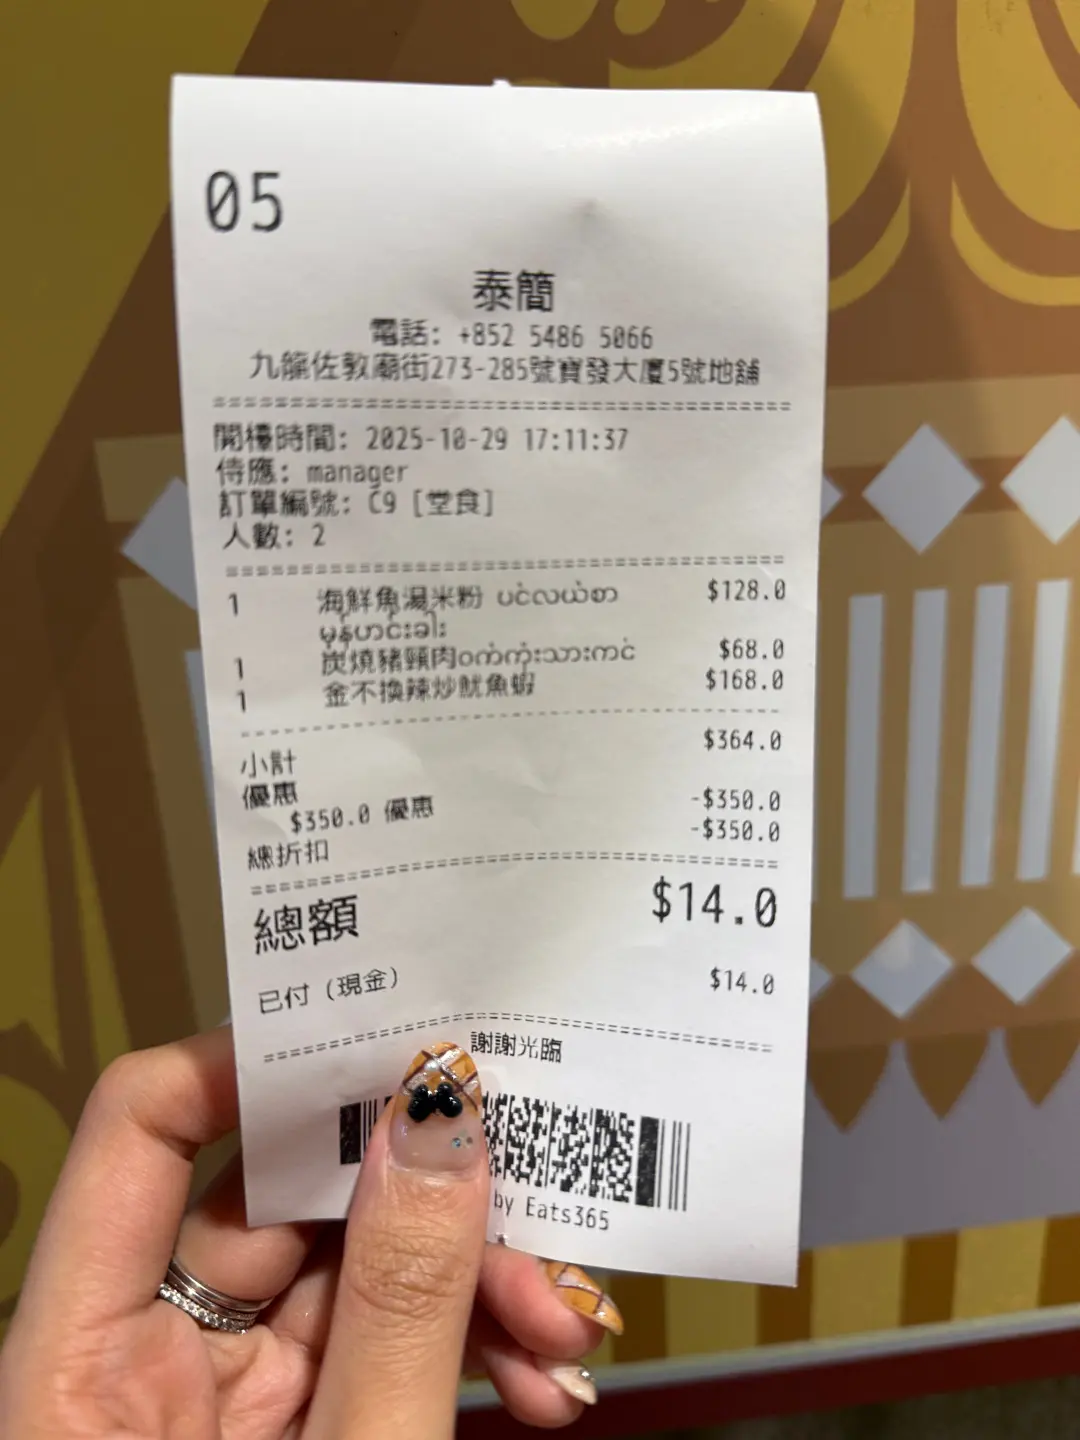 05
泰簡
電話: +852 5486 5066
九龍佐敦廟街273-285號寶發大廈5號地舖
開檯時間: 2025-10-29 17:11:37
侍應: manager
訂單編號: C9 [堂食]
人數: 2
1 海鮮魚湯米粉 ပင်လယ်စာ $128.0
မုန့်ဟင်းခါး
1 炭燒豬頸肉ဝက်ကုံးသားကင် $68.0
1 金不換辣炒魷魚蝦 $168.0
小計 $364.0
優惠
$350.0 優惠 -$350.0
總折扣 -$350.0
總額 $14.0
已付 (現金) $14.0
謝謝光臨
by Eats365